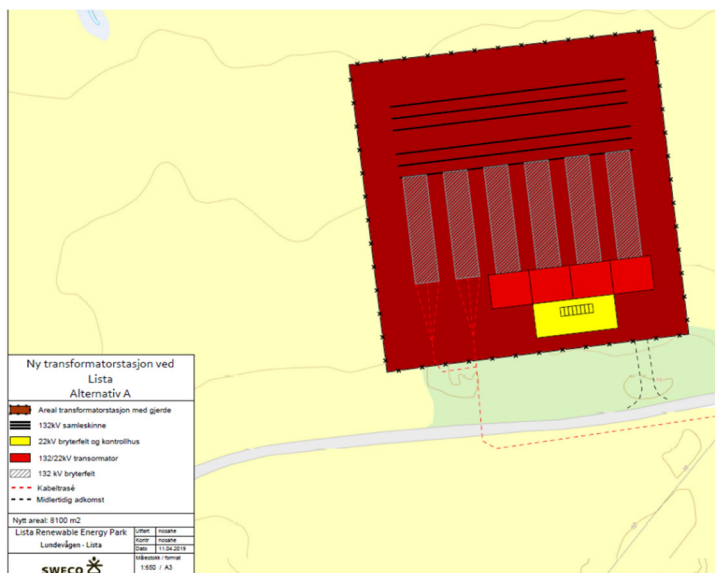 Ny transformatorstasjon ved
Lista
Alternativ A
Areal transformatorstasjon med gjerde
132kV samleskinne
22kV bryterfelt og kontrollhus
132/22kV transormator
132 kV bryterfelt
Kabeltrasé
Midlertidig adkomst
Nytt areal: 8100 m2
Lista Renewable Energy Park
Lundevågen - Lista
Utført nosahe
Kontr nosahe
Dato 11.04.2019
Målestokk / format
1:650 / A3
SWECO